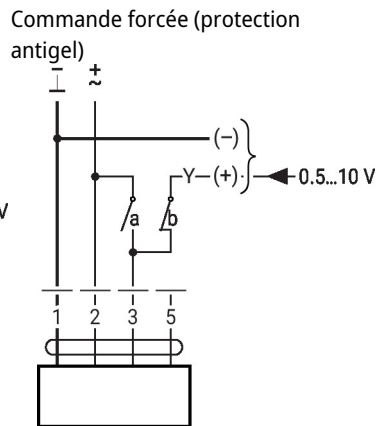 Commande forcée (protection
antigel)
(–)
Y (+)
0.5...10 V
V
a b
1 2 3 5